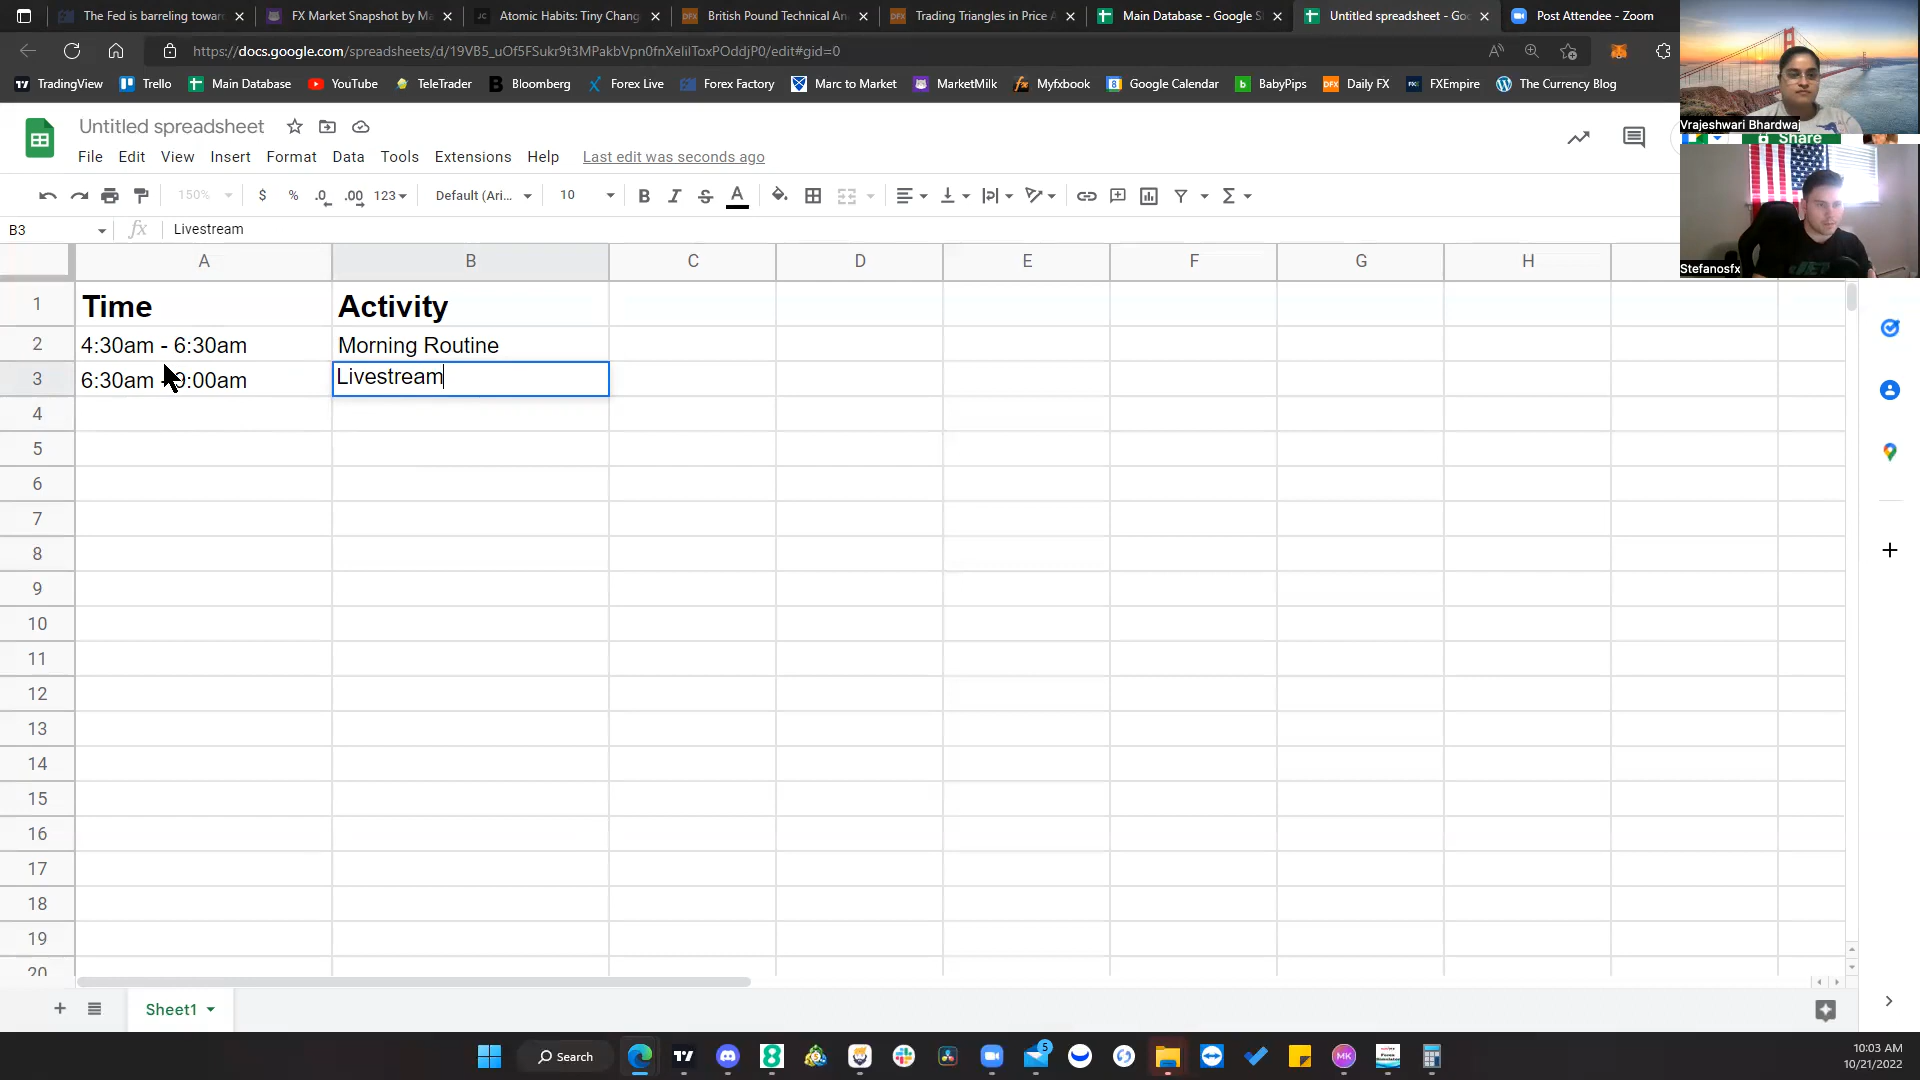 The Fed is barreling towar
FX Market Snapshot by Ma
Atomic Habits: Tiny Chang
British Pound Technical An
Trading Triangles in Price A
Main Database - Google S
Untitled spreadsheet - Goo
Post Attendee - Zoom
https://docs.google.com/spreadsheets/d/19VB5_uOf5FSukr9t3MPakbVpn0fnXeliIToxPOddjP0/edit#gid=0
TradingView
Trello
Main Database
YouTube
TeleTrader
Bloomberg
Forex Live
Forex Factory
Marc to Market
MarketMilk
Myfxbook
Google Calendar
BabyPips
Daily FX
FXEmpire
The Currency Blog
Vrajeshwari Bhardwaj
Untitled spreadsheet
File Edit View Insert Format Data Tools Extensions Help Last edit was seconds ago
Share
150% $ % .0 .00 123 Default (Ari... 10 B I S A
Stefanosfx
B3 fx Livestream
A B C D E F G H
1 Time Activity
2 4:30am - 6:30am Morning Routine
3 6:30am - 9:00am Livestream
4
5
6
7
8
9
10
11
12
13
14
15
16
17
18
19
20
Sheet1
Search
5
10:03 AM
10/21/2022